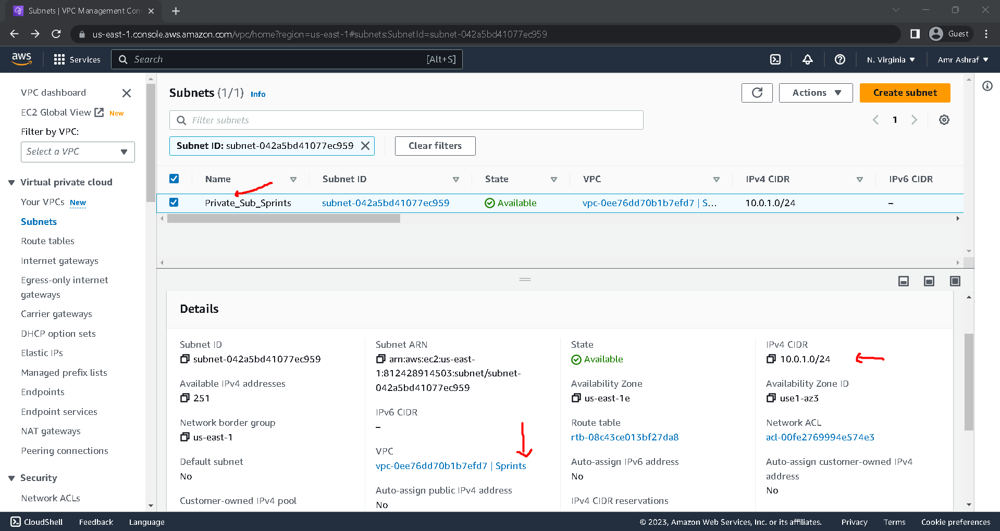 Subnets | VPC Management Con
us-east-1.console.aws.amazon.com/vpc/home?region=us-east-1#subnets:SubnetId=subnet-042a5bd41077ec959
Guest
aws
Services
Search
[Alt+S]
N. Virginia
Amr Ashraf
VPC dashboard
EC2 Global View New
Filter by VPC:
Select a VPC
Virtual private cloud
Your VPCs New
Subnets
Route tables
Internet gateways
Egress-only internet
gateways
Carrier gateways
DHCP option sets
Elastic IPs
Managed prefix lists
Endpoints
Endpoint services
NAT gateways
Peering connections
Security
Network ACLs
Subnets (1/1) Info
Actions
Create subnet
Filter subnets
1
Subnet ID: subnet-042a5bd41077ec959
Clear filters
Name Subnet ID State VPC IPv4 CIDR IPv6 CIDR
Private_Sub_Sprints subnet-042a5bd41077ec959 Available vpc-0ee76dd70b1b7efd7 | S... 10.0.1.0/24 –
Details
Subnet ID
subnet-042a5bd41077ec959
Available IPv4 addresses
251
Network border group
us-east-1
Default subnet
No
Customer-owned IPv4 pool
Subnet ARN
arn:aws:ec2:us-east-
1:812428914503:subnet/subnet-
042a5bd41077ec959
IPv6 CIDR
–
VPC
vpc-0ee76dd70b1b7efd7 | Sprints
Auto-assign public IPv4 address
No
State
Available
Availability Zone
us-east-1e
Route table
rtb-08c43ce013bf27da8
Auto-assign IPv6 address
No
IPv4 CIDR reservations
IPv4 CIDR
10.0.1.0/24
Availability Zone ID
use1-az3
Network ACL
acl-00fe2769994e574e3
Auto-assign customer-owned IPv4
address
No
CloudShell
Feedback
Language
© 2023, Amazon Web Services, Inc. or its affiliates.
Privacy
Terms
Cookie preferences